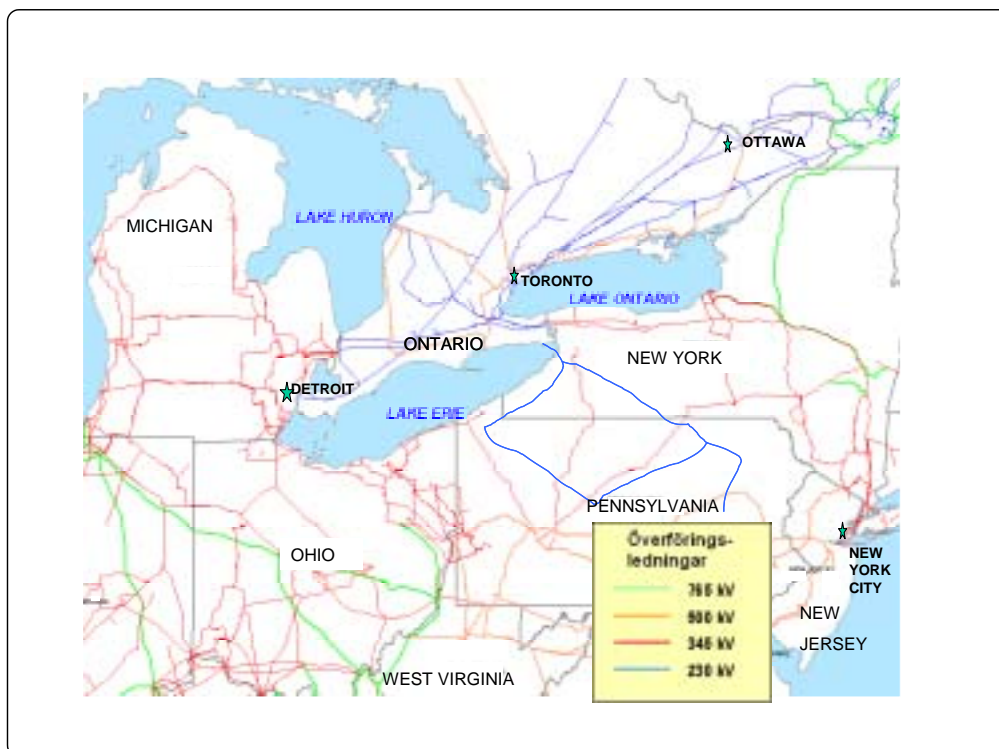 OTTAWA
MICHIGAN
LAKE HURON
TORONTO
LAKE ONTARIO
ONTARIO
NEW YORK
DETROIT
LAKE ERIE
PENNSYLVANIA
Överförings-
ledningar
765 kV
500 kV
345 kV
230 kV
OHIO
NEW
YORK
CITY
NEW
JERSEY
WEST VIRGINIA